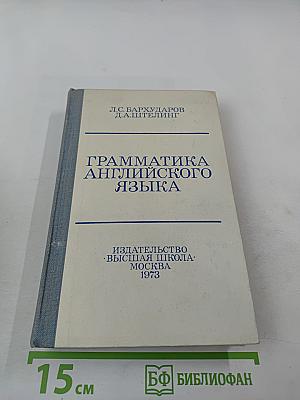 Л.С. БАРХУДАРОВ
Д.А.ШТЕЛИНГ
ГРАММАТИКА
АНГЛИЙСКОГО
ЯЗЫКА
ИЗДАТЕЛЬСТВО
·ВЫСШАЯ ШКОЛА·
МОСКВА
1973
15 см
БФ БИБЛИОФАН